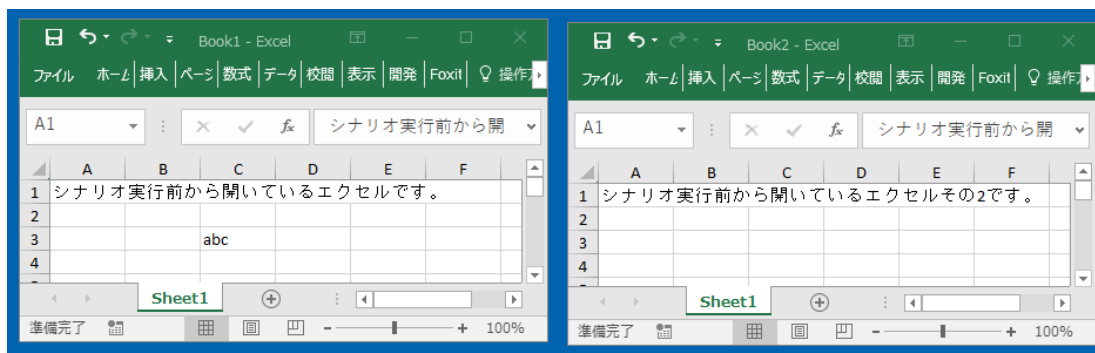 Book1 - Excel
ファイル ホーム 挿入 ページ 数式 データ 校閲 表示 開発 Foxit 操作
A1 fx シナリオ実行前から開
A B C D E F
1 シナリオ実行前から開いているエクセルです。
2
3 abc
4
Sheet1
準備完了 100%
Book2 - Excel
ファイル ホーム 挿入 ページ 数式 データ 校閲 表示 開発 Foxit 操作
A1 fx シナリオ実行前から開
A B C D E F
1 シナリオ実行前から開いているエクセルその2です。
2
3
4
Sheet1
準備完了 100%